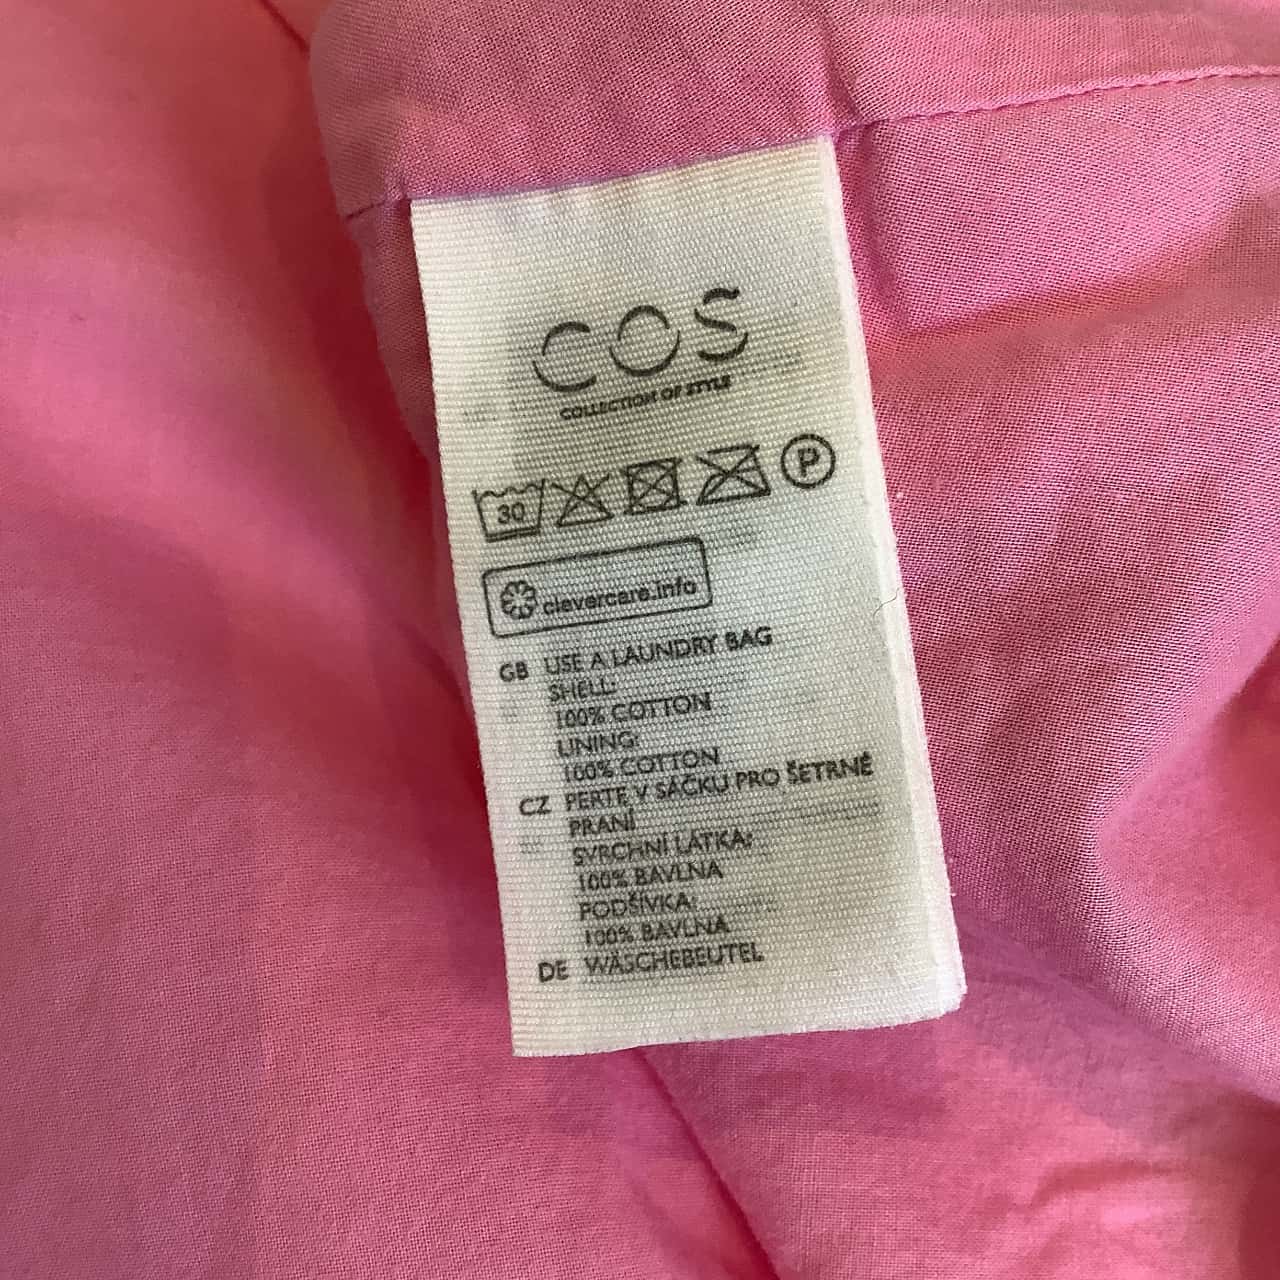 COS
COLLECTION OF STYLE
30
P
clevercare.info
GB USE A LAUNDRY BAG
SHELL:
100% COTTON
LINING:
100% COTTON
CZ PERTE V SÁČKU PRO ŠETRNÉ
PRANÍ
SVRCHNÍ LÁTKA:
100% BAVLNA
PODŠÍVKA:
100% BAVLNA
DE WÄSCHEBEUTEL